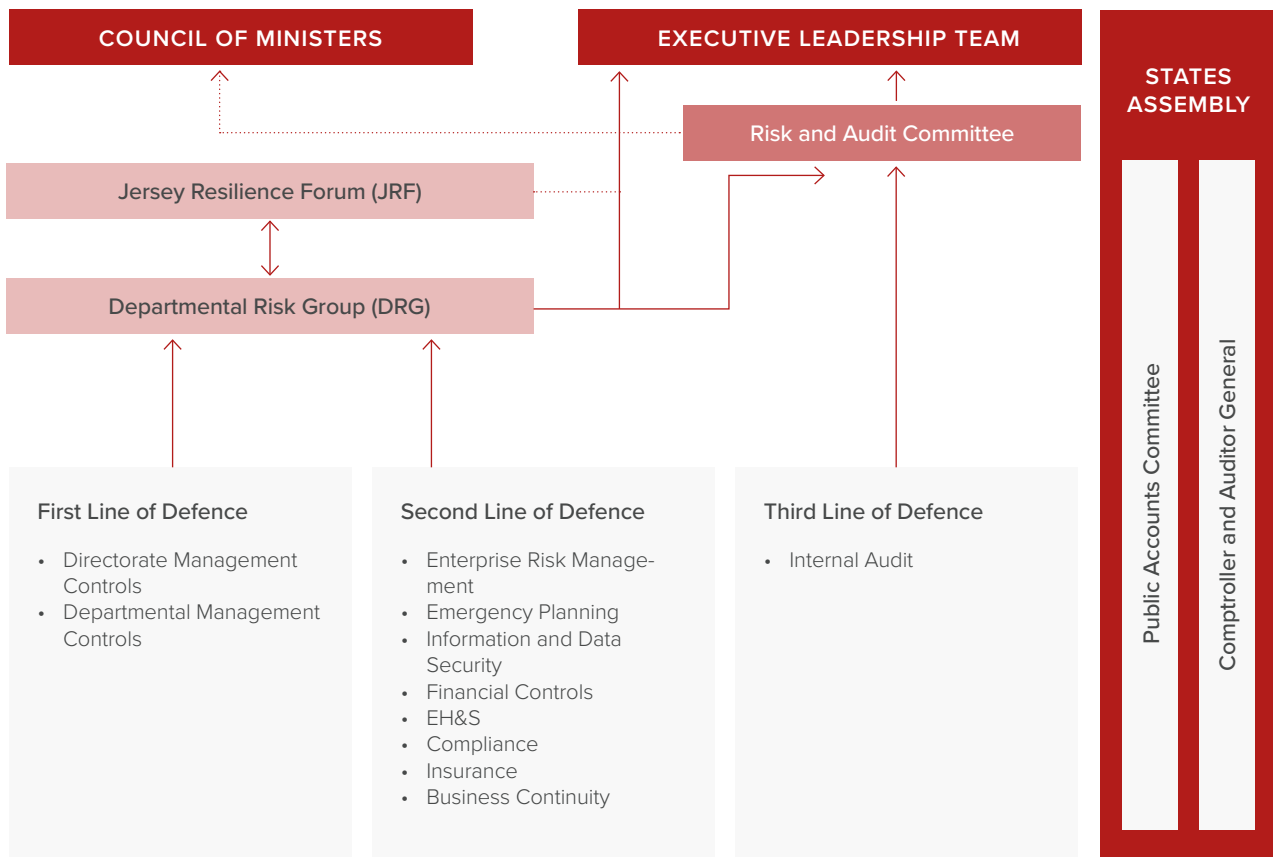 COUNCIL OF MINISTERS
EXECUTIVE LEADERSHIP TEAM
STATES
ASSEMBLY
Risk and Audit Committee
Jersey Resilience Forum (JRF)
Departmental Risk Group (DRG)
First Line of Defence
• Directorate Management
Controls
• Departmental Management
Controls
Second Line of Defence
• Enterprise Risk Manage-
ment
• Emergency Planning
• Information and Data
Security
• Financial Controls
• EH&S
• Compliance
• Insurance
• Business Continuity
Third Line of Defence
• Internal Audit
Public Accounts Committee
Comptroller and Auditor General